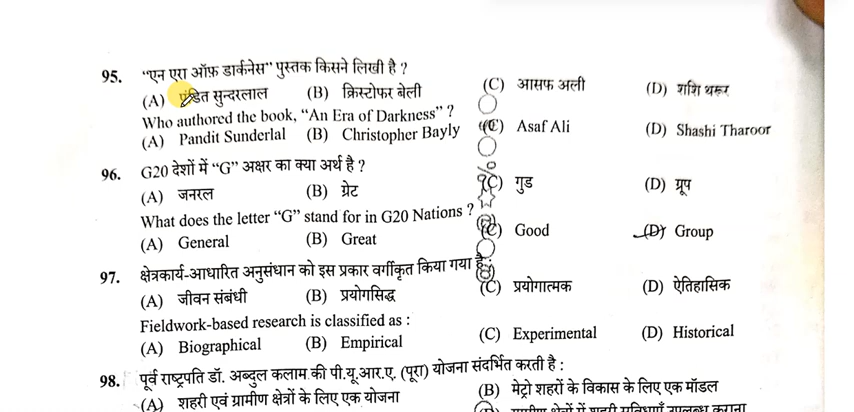 95. “एन एरा ऑफ़ डार्कनेस” पुस्तक किसने लिखी है ?
(A) पंडित सुन्दरलाल (B) क्रिस्टोफर बेली (C) आसफ अली (D) शशि थरूर
Who authored the book, “An Era of Darkness” ?
(A) Pandit Sunderlal (B) Christopher Bayly (C) Asaf Ali (D) Shashi Tharoor
96. G20 देशों में “G” अक्षर का क्या अर्थ है ?
(A) जनरल (B) ग्रेट (C) गुड (D) ग्रूप
What does the letter “G” stand for in G20 Nations ?
(A) General (B) Great (C) Good (D) Group
97. क्षेत्रकार्य-आधारित अनुसंधान को इस प्रकार वर्गीकृत किया गया है :
(A) जीवन संबंधी (B) प्रयोगसिद्ध (C) प्रयोगात्मक (D) ऐतिहासिक
Fieldwork-based research is classified as :
(A) Biographical (B) Empirical (C) Experimental (D) Historical
98. पूर्व राष्ट्रपति डॉ. अब्दुल कलाम की पी.यू.आर.ए. (पूरा) योजना संदर्भित करती है :
(A) शहरी एवं ग्रामीण क्षेत्रों के लिए एक योजना (B) मेट्रो शहरों के विकास के लिए एक मॉडल